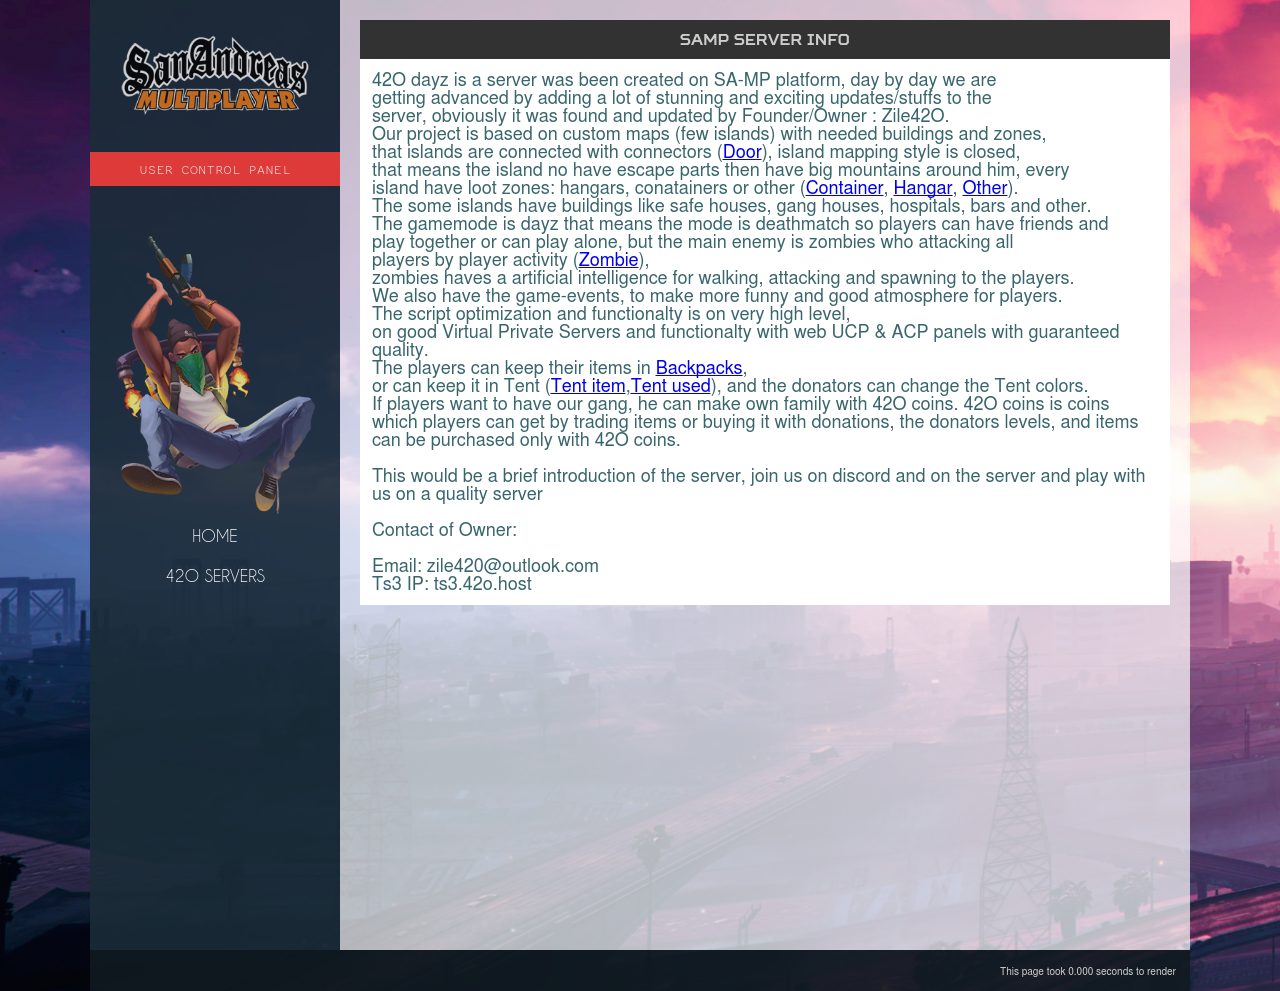 San Andreas
MULTIPLAYER
USER CONTROL PANEL
HOME
42O SERVERS
SAMP SERVER INFO
42O dayz is a server was been created on SA-MP platform, day by day we are
getting advanced by adding a lot of stunning and exciting updates/stuffs to the
server, obviously it was found and updated by Founder/Owner : Zile42O.
Our project is based on custom maps (few islands) with needed buildings and zones,
that islands are connected with connectors (Door), island mapping style is closed,
that means the island no have escape parts then have big mountains around him, every
island have loot zones: hangars, conatainers or other (Container, Hangar, Other).
The some islands have buildings like safe houses, gang houses, hospitals, bars and other.
The gamemode is dayz that means the mode is deathmatch so players can have friends and
play together or can play alone, but the main enemy is zombies who attacking all
players by player activity (Zombie),
zombies haves a artificial intelligence for walking, attacking and spawning to the players.
We also have the game-events, to make more funny and good atmosphere for players.
The script optimization and functionalty is on very high level,
on good Virtual Private Servers and functionalty with web UCP & ACP panels with guaranteed
quality.
The players can keep their items in Backpacks,
or can keep it in Tent (Tent item,Tent used), and the donators can change the Tent colors.
If players want to have our gang, he can make own family with 42O coins. 42O coins is coins
which players can get by trading items or buying it with donations, the donators levels, and items
can be purchased only with 42O coins.
This would be a brief introduction of the server, join us on discord and on the server and play with
us on a quality server
Contact of Owner:
Email: zile420@outlook.com
Ts3 IP: ts3.42o.host
This page took 0.000 seconds to render